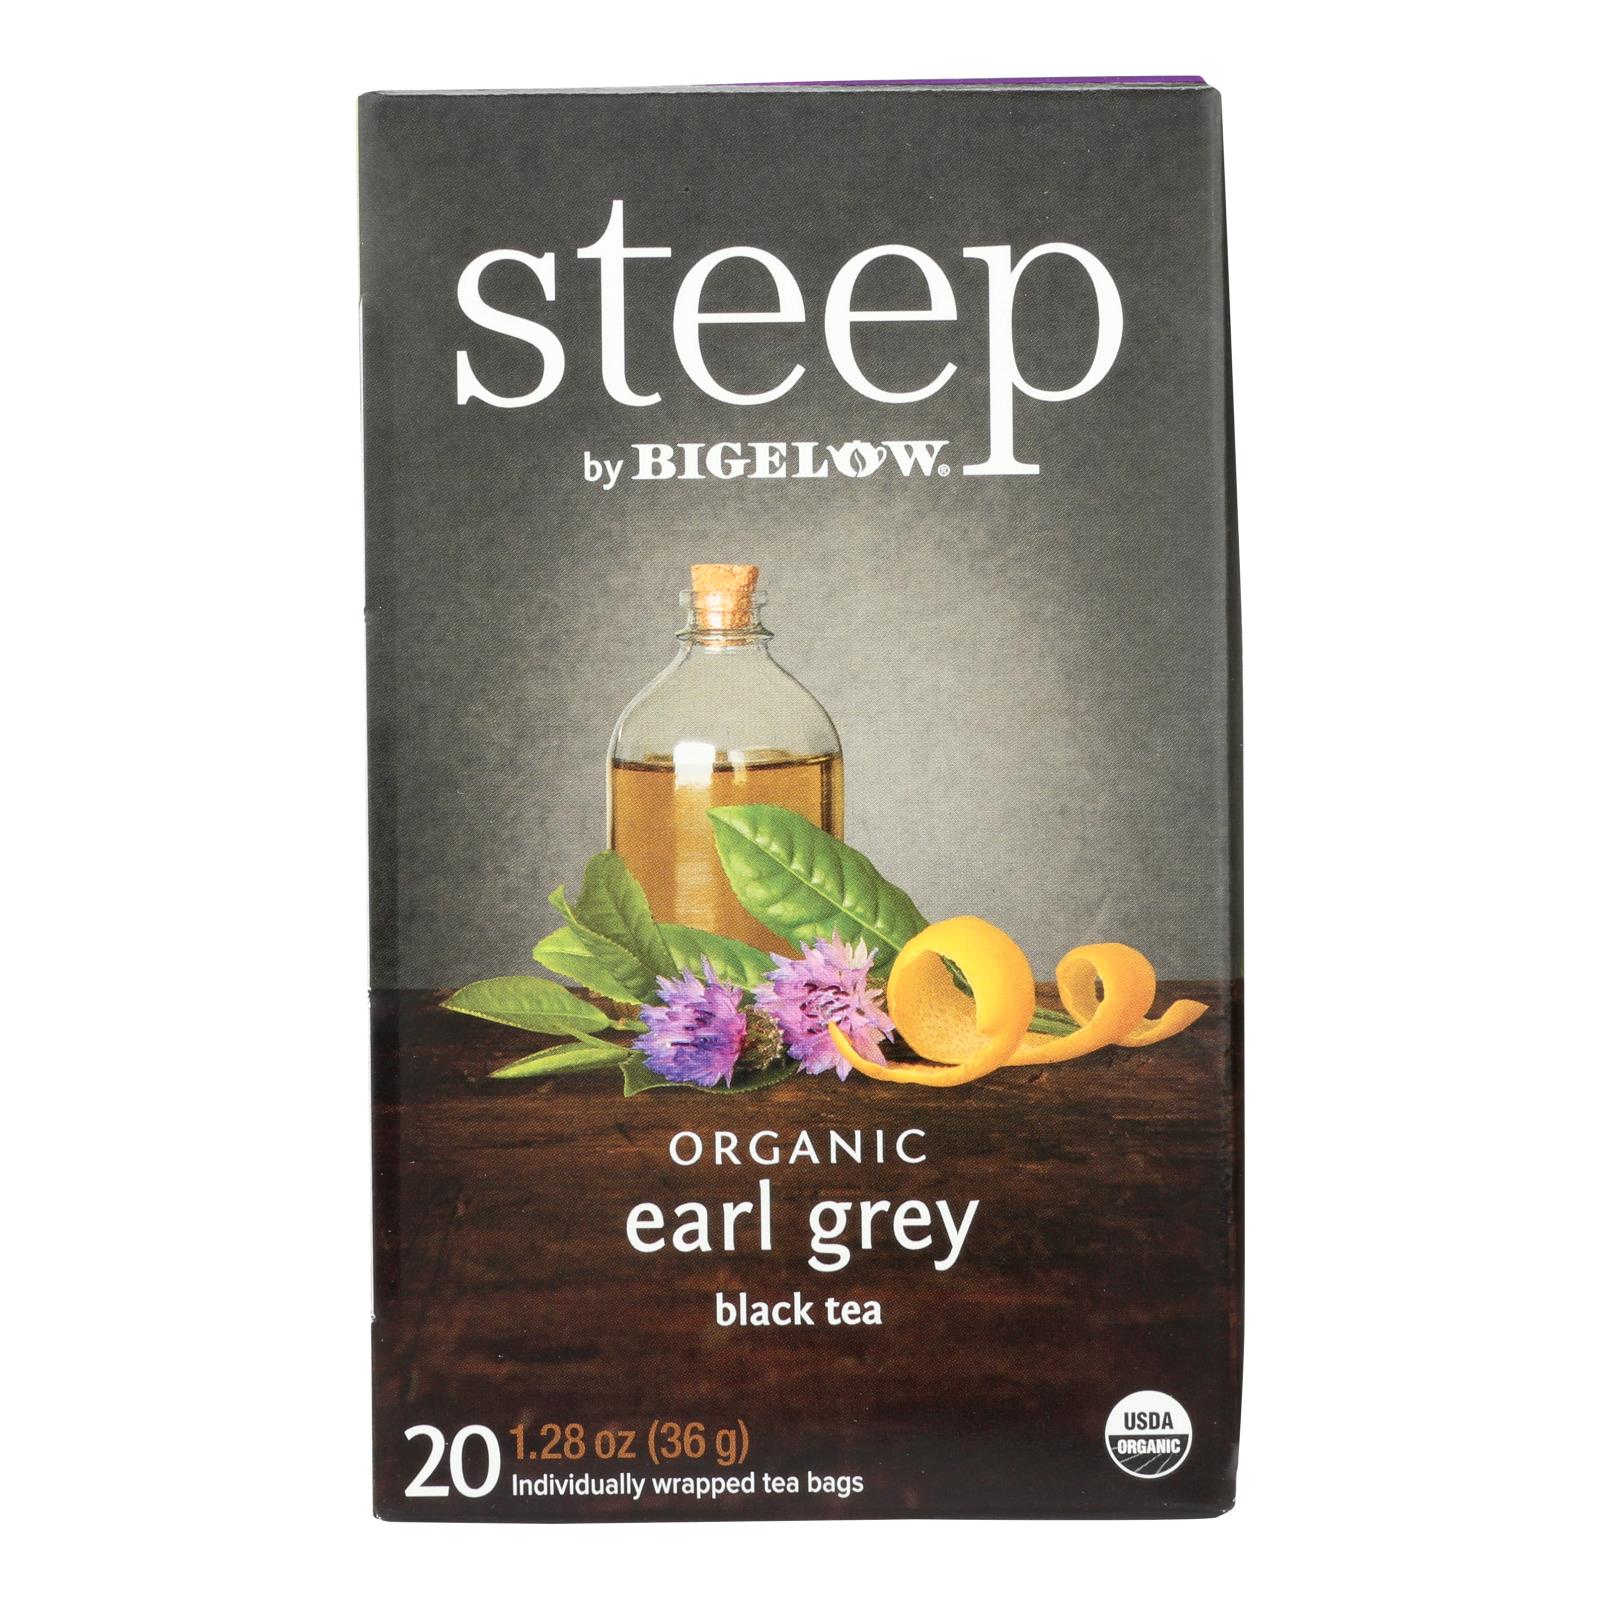 steep
by BIGELOW®
ORGANIC
earl grey
black tea
20 1.28 oz (36 g)
Individually wrapped tea bags
USDA
ORGANIC